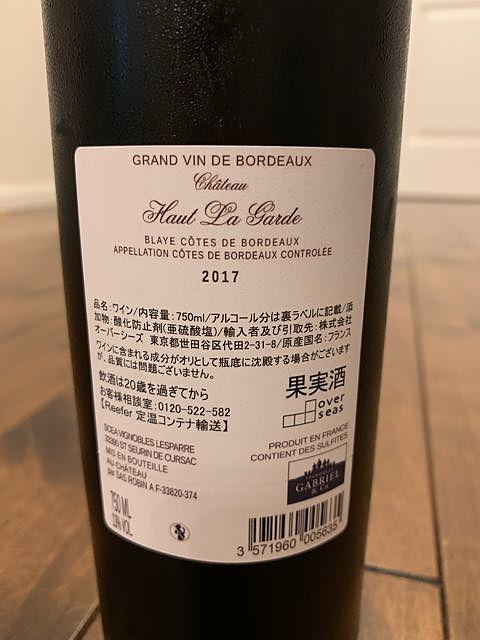 GRAND VIN DE BORDEAUX
Château
Haut La Garde
BLAYE CÔTES DE BORDEAUX
APPELLATION CÔTES DE BORDEAUX CONTROLÉE
2017
品名:ワイン/内容量:750ml/アルコール分は裏ラベルに記載/添
加物:酸化防止剤(亜硫酸塩)/輸入者及び引取先:株式会社
オーバーシーズ 東京都世田谷区代田2-31-8/原産国名:フランス
ワインに含まれる成分がオリとして瓶底に沈殿する場合がございます
が、品質には問題ございません。
飲酒は20歳を過ぎてから
お客様相談室:0120-522-582
【Reefer 定温コンテナ輸送】
果実酒
over
seas
SCEA VIGNOBLES LESPARRE
33390 ST SEURIN DE CURSAC
MIS EN BOUTEILLE
AU CHÂTEAU
par SAS ROBIN A F-33820-374
PRODUIT EN FRANCE
CONTIENT DES SULFITES
GABRIEL
& Co
750 ML
13% VOL
3 571960 005635